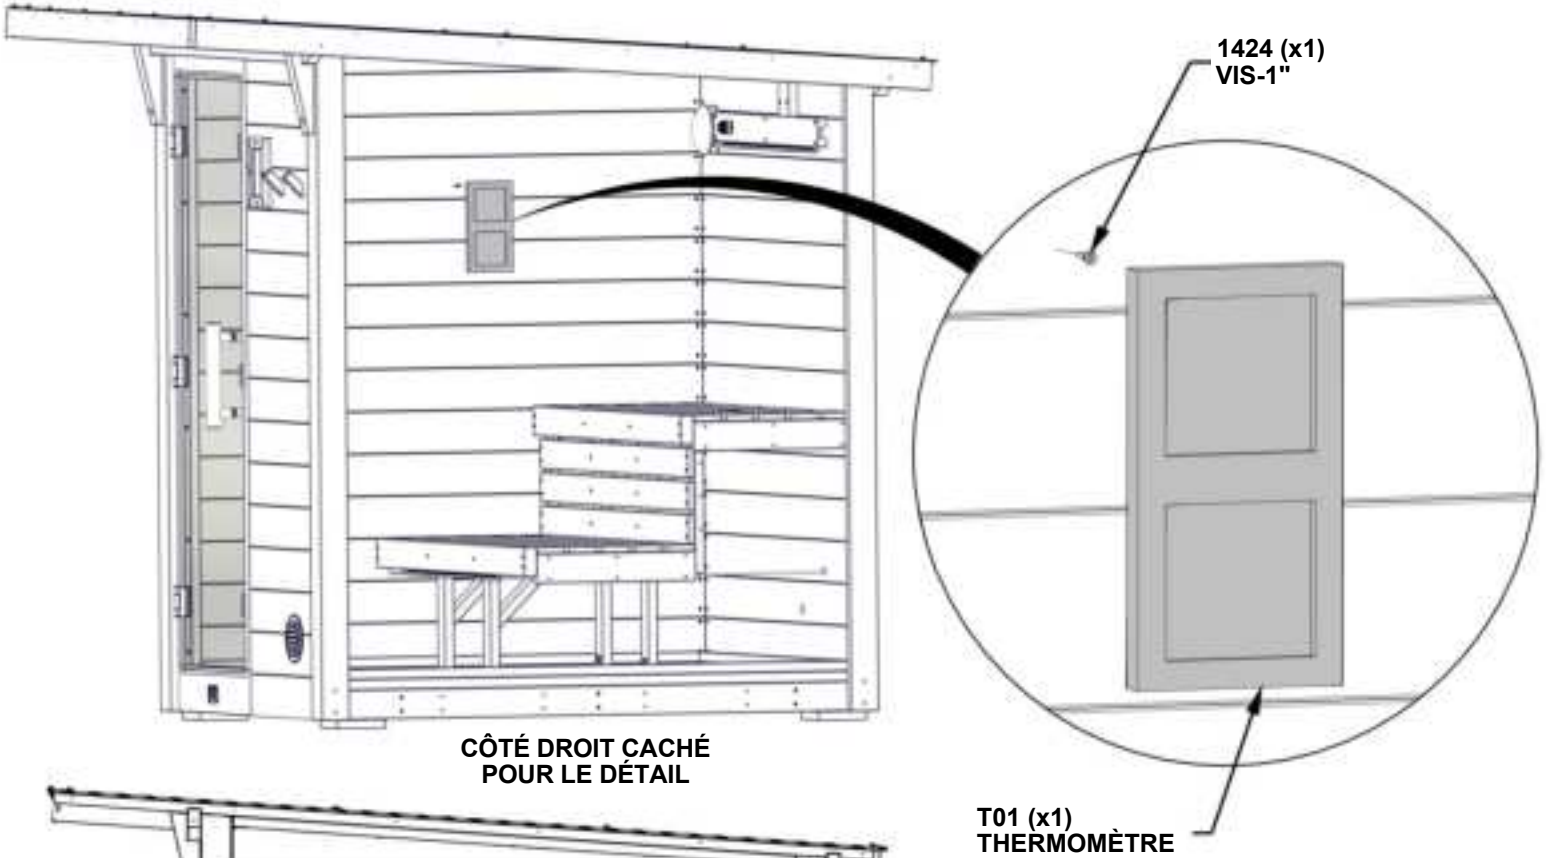 1424 (x1)
VIS-1"
CÔTÉ DROIT CACHÉ
POUR LE DÉTAIL
T01 (x1)
THERMOMÈTRE